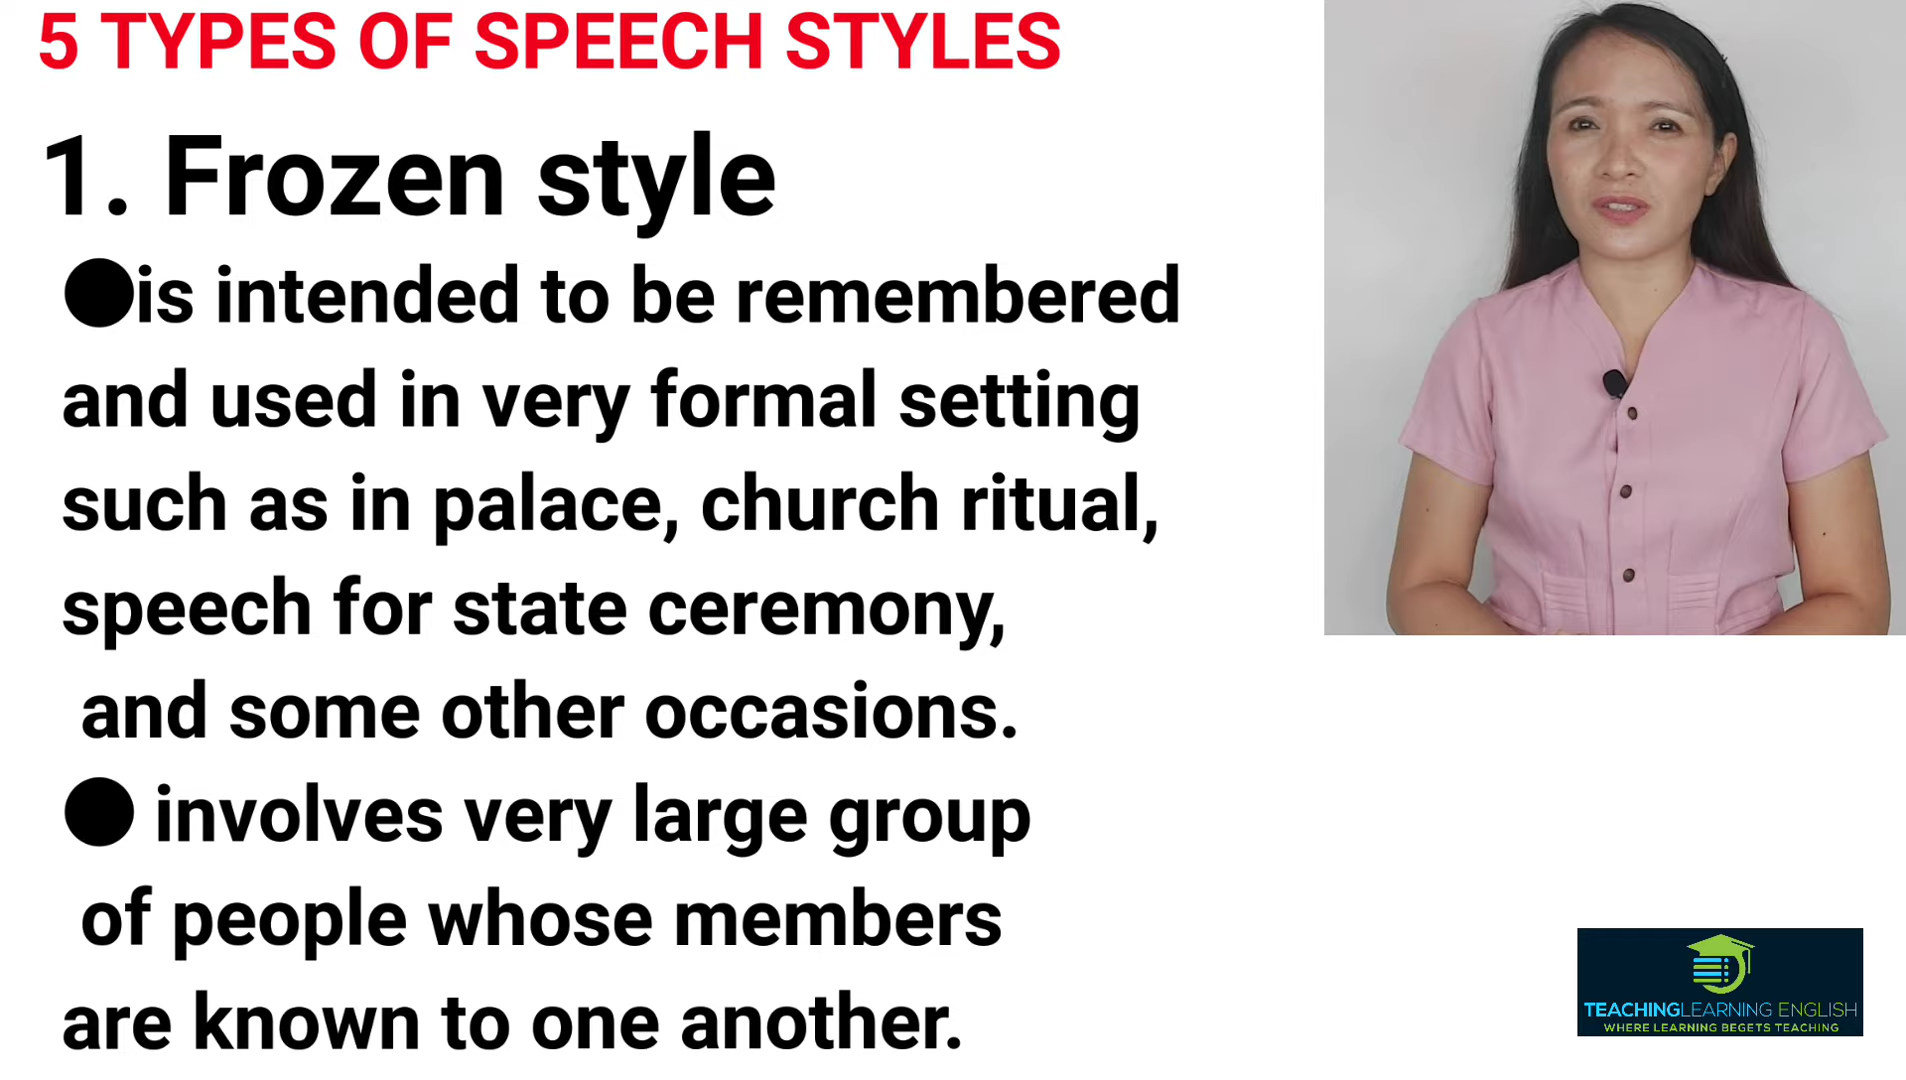 5 TYPES OF SPEECH STYLES
1. Frozen style
●is intended to be remembered
and used in very formal setting
such as in palace, church ritual,
speech for state ceremony,
and some other occasions.
● involves very large group
of people whose members
are known to one another.
TEACHINGLEARNING ENGLISH
WHERE LEARNING BEGETS TEACHING